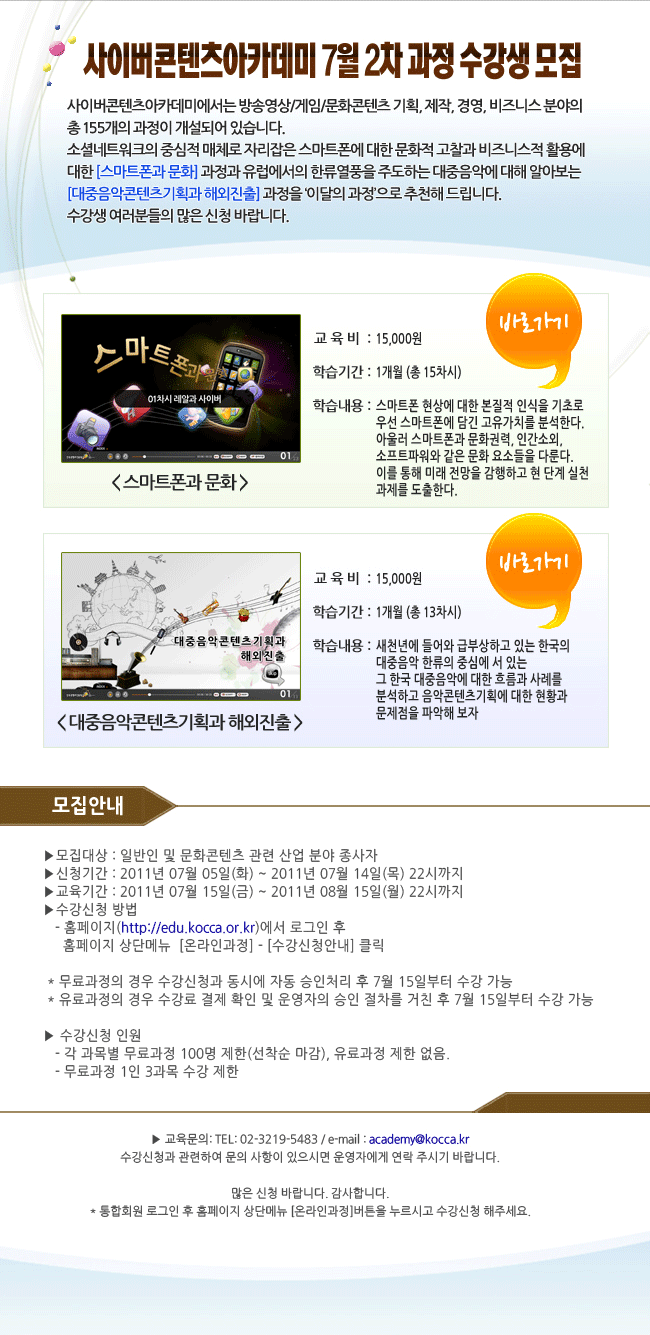 사이버콘텐츠아카데미 7월 2차 과정 수강생 모집
사이버콘텐츠아카데미에서는 방송영상/게임/문화콘텐츠 기획, 제작, 경영, 비즈니스 분야의
총 155개의 과정이 개설되어 있습니다.
소셜네트워크의 중심적 매체로 자리잡은 스마트폰에 대한 문화적 고찰과 비즈니스적 활용에
대한 [스마트폰과 문화] 과정과 유럽에서의 한류열풍을 주도하는 대중음악에 대해 알아보는
[대중음악콘텐츠기획과 해외진출] 과정을 '이달의 과정'으로 추천해 드립니다.
수강생 여러분들의 많은 신청 바랍니다.
바로가기
스마트폰과 문화
01차시 레알과 사이버
01
< 스마트폰과 문화 >
교 육 비 : 15,000원
학습기간 : 1개월 (총 15차시)
학습내용 : 스마트폰 현상에 대한 본질적 인식을 기초로
우선 스마트폰에 담긴 고유가치를 분석한다.
아울러 스마트폰과 문화권력, 인간소외,
소프트파워와 같은 문화 요소들을 다룬다.
이를 통해 미래 전망을 감행하고 현 단계 실천
과제를 도출한다.
바로가기
대중음악콘텐츠기획과
해외진출
01
< 대중음악콘텐츠기획과 해외진출 >
교 육 비 : 15,000원
학습기간 : 1개월 (총 13차시)
학습내용 : 새천년에 들어와 급부상하고 있는 한국의
대중음악 한류의 중심에 서 있는
그 한국 대중음악에 대한 흐름과 사례를
분석하고 음악콘텐츠기획에 대한 현황과
문제점을 파악해 보자
모집안내
▶모집대상 : 일반인 및 문화콘텐츠 관련 산업 분야 종사자
▶신청기간 : 2011년 07월 05일(화) ~ 2011년 07월 14일(목) 22시까지
▶교육기간 : 2011년 07월 15일(금) ~ 2011년 08월 15일(월) 22시까지
▶수강신청 방법
- 홈페이지(http://edu.kocca.or.kr)에서 로그인 후
홈페이지 상단메뉴 [온라인과정] - [수강신청안내] 클릭
* 무료과정의 경우 수강신청과 동시에 자동 승인처리 후 7월 15일부터 수강 가능
* 유료과정의 경우 수강료 결제 확인 및 운영자의 승인 절차를 거친 후 7월 15일부터 수강 가능
▶ 수강신청 인원
- 각 과목별 무료과정 100명 제한(선착순 마감), 유료과정 제한 없음.
- 무료과정 1인 3과목 수강 제한
▶ 교육문의: TEL: 02-3219-5483 / e-mail : academy@kocca.kr
수강신청과 관련하여 문의 사항이 있으시면 운영자에게 연락 주시기 바랍니다.
많은 신청 바랍니다. 감사합니다.
* 통합회원 로그인 후 홈페이지 상단메뉴 [온라인과정]버튼을 누르시고 수강신청 해주세요.